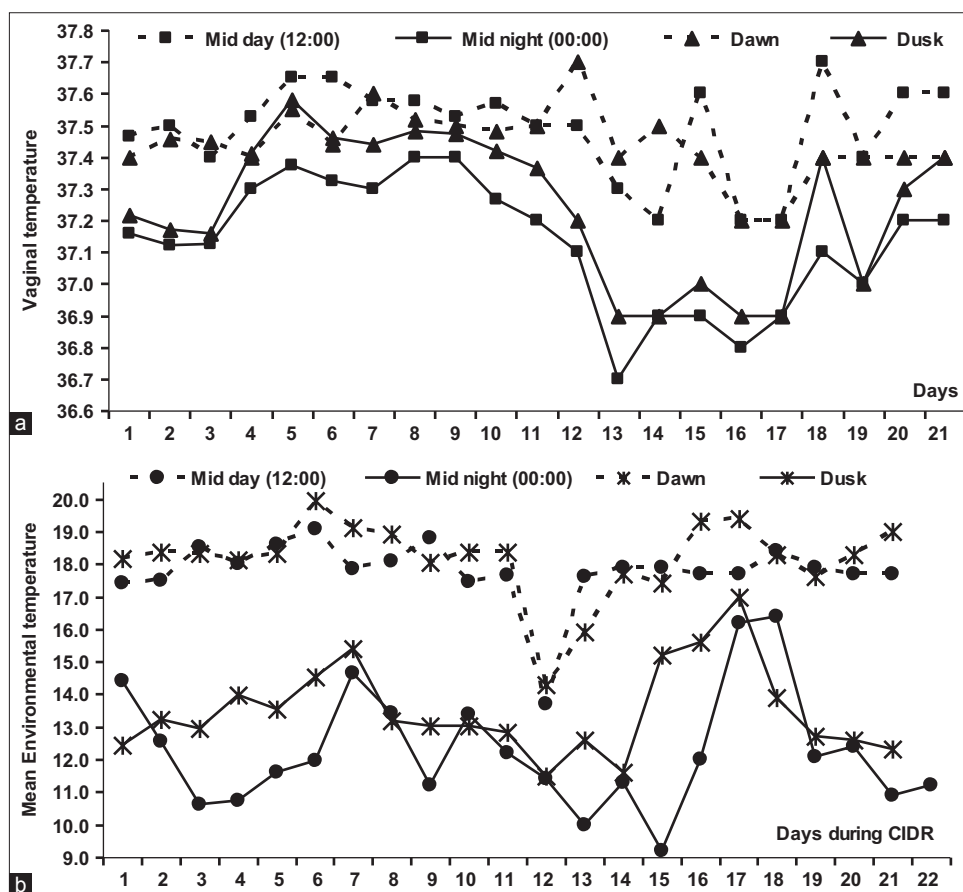 37.8
Mid day (12:00) Mid night (00:00) Dawn Dusk
37.7
37.6
37.5
37.4
37.3
37.2
37.1
36.9
36.8
36.7
36.6
Vaginal temperature
Days
a
1 2 3 4 5 6 7 8 9 10 11 12 13 14 15 16 17 18 19 20 21
Mid day (12:00) Mid night (00:00) Dawn Dusk
20.0
19.0
18.0
17.0
16.0
15.0
14.0
13.0
12.0
11.0
10.0
9.0
Mean Environmental temperature
Days during CIDR
b
1 2 3 4 5 6 7 8 9 10 11 12 13 14 15 16 17 18 19 20 21 22